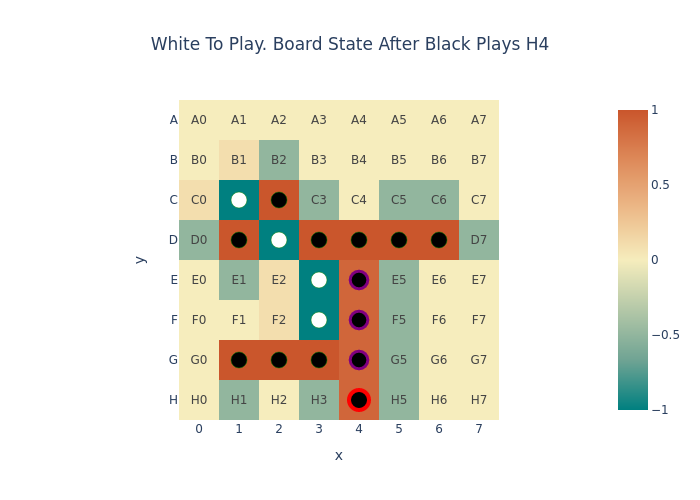 White To Play. Board State After Black Plays H4
A A0 A1 A2 A3 A4 A5 A6 A7
B B0 B1 B2 B3 B4 B5 B6 B7
C C0 C3 C4 C5 C6 C7
D D0 D7
E E0 E1 E2 E5 E6 E7
F F0 F1 F2 F5 F6 F7
G G0 G5 G6 G7
H H0 H1 H2 H3 H5 H6 H7
0 1 2 3 4 5 6 7
x
y
1
0.5
0
−0.5
−1